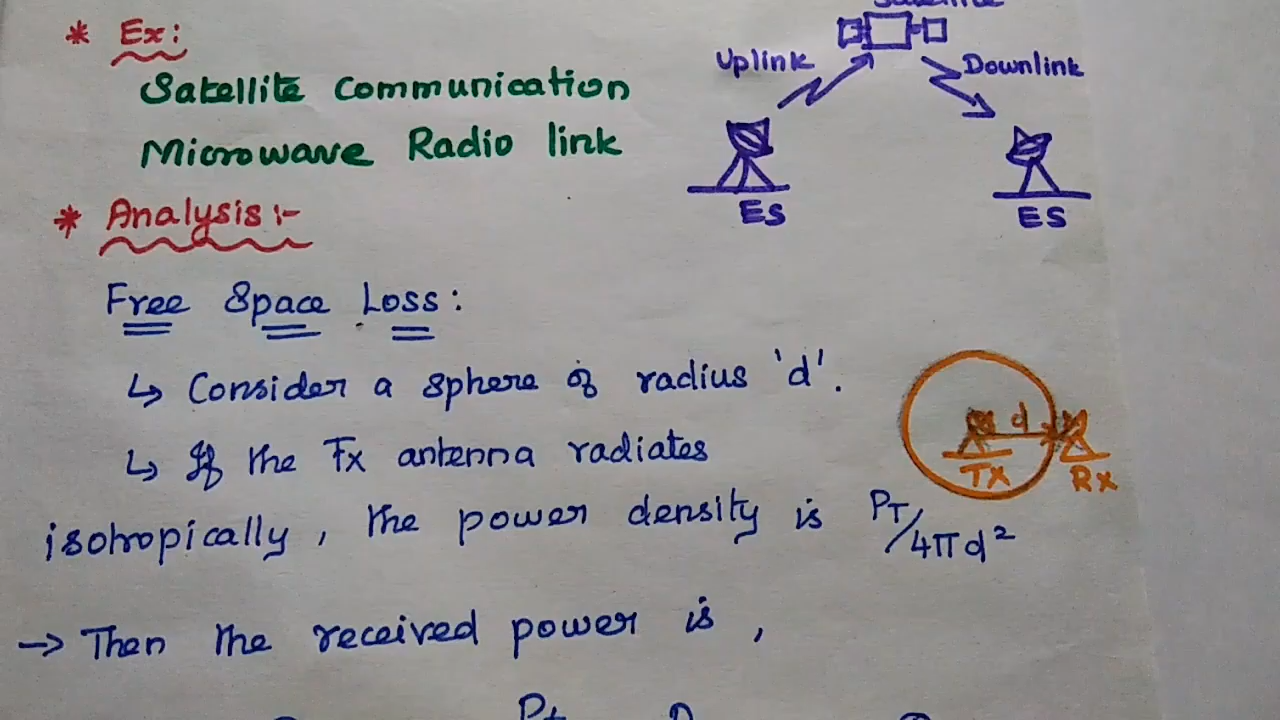 * Ex:
Satellite Communication
Microwave Radio link
Uplink
Downlink
ES
ES
* Analysis:-
Free Space Loss:
↳ Consider a sphere of radius 'd'.
↳ If the Tx antenna radiates
isotropically, the power density is PT/4πd²
d
TX
Rx
→ Then the received power is,